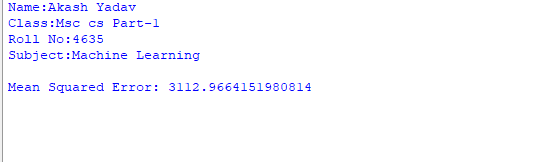 Name:Akash Yadav
Class:Msc cs Part-1
Roll No:4635
Subject:Machine Learning
Mean Squared Error: 3112.9664151980814